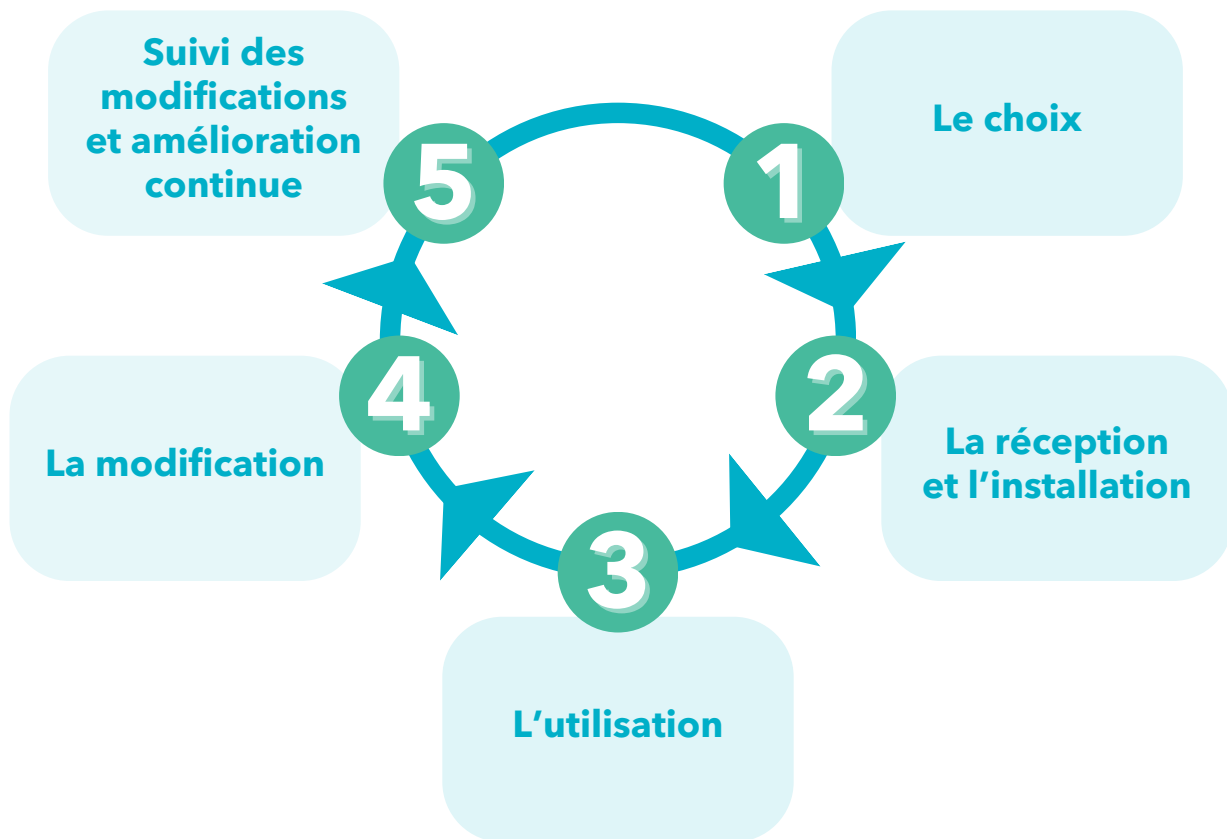 1
Le choix
2
La réception
et l’installation
3
L’utilisation
4
La modification
5
Suivi des
modifications
et amélioration
continue